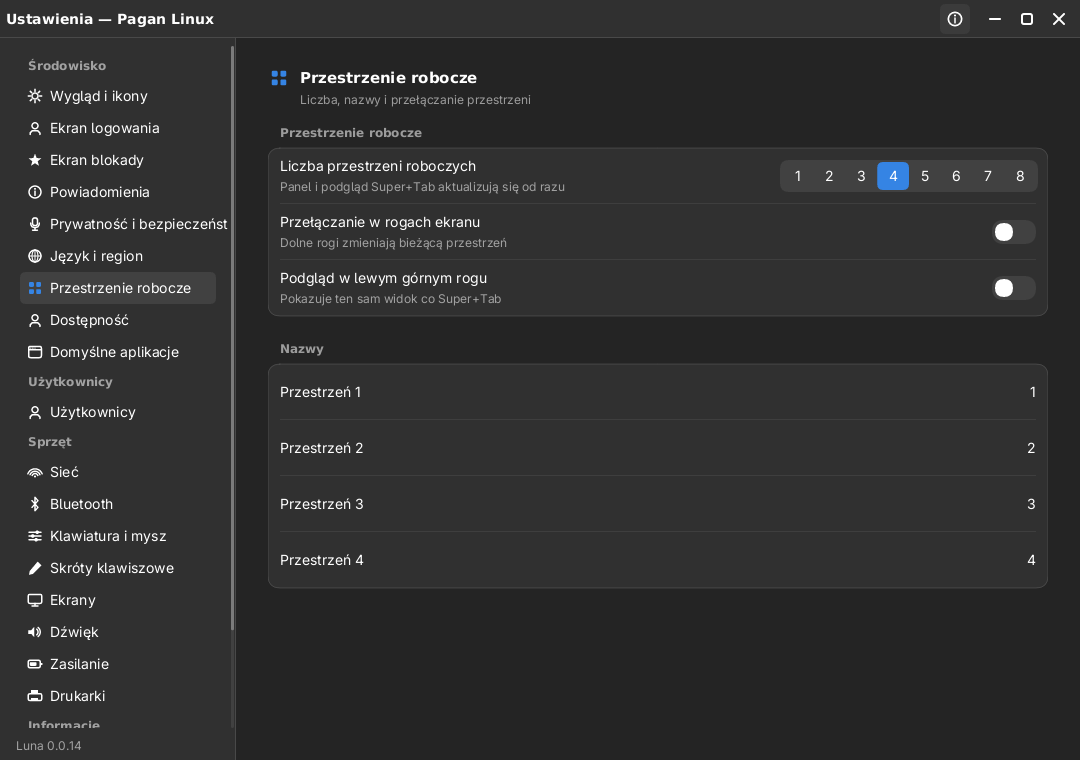 Ustawienia — Pagan Linux
Środowisko
Wygląd i ikony
Ekran logowania
Ekran blokady
Powiadomienia
Prywatność i bezpieczeńst
Język i region
Przestrzenie robocze
Dostępność
Domyślne aplikacje
Użytkownicy
Użytkownicy
Sprzęt
Sieć
Bluetooth
Klawiatura i mysz
Skróty klawiszowe
Ekrany
Dźwięk
Zasilanie
Drukarki
Informacje
Luna 0.0.14
Przestrzenie robocze
Liczba, nazwy i przełączanie przestrzeni
Przestrzenie robocze
Liczba przestrzeni roboczych
Panel i podgląd Super+Tab aktualizują się od razu
1 2 3 4 5 6 7 8
Przełączanie w rogach ekranu
Dolne rogi zmieniają bieżącą przestrzeń
Podgląd w lewym górnym rogu
Pokazuje ten sam widok co Super+Tab
Nazwy
Przestrzeń 1 1
Przestrzeń 2 2
Przestrzeń 3 3
Przestrzeń 4 4